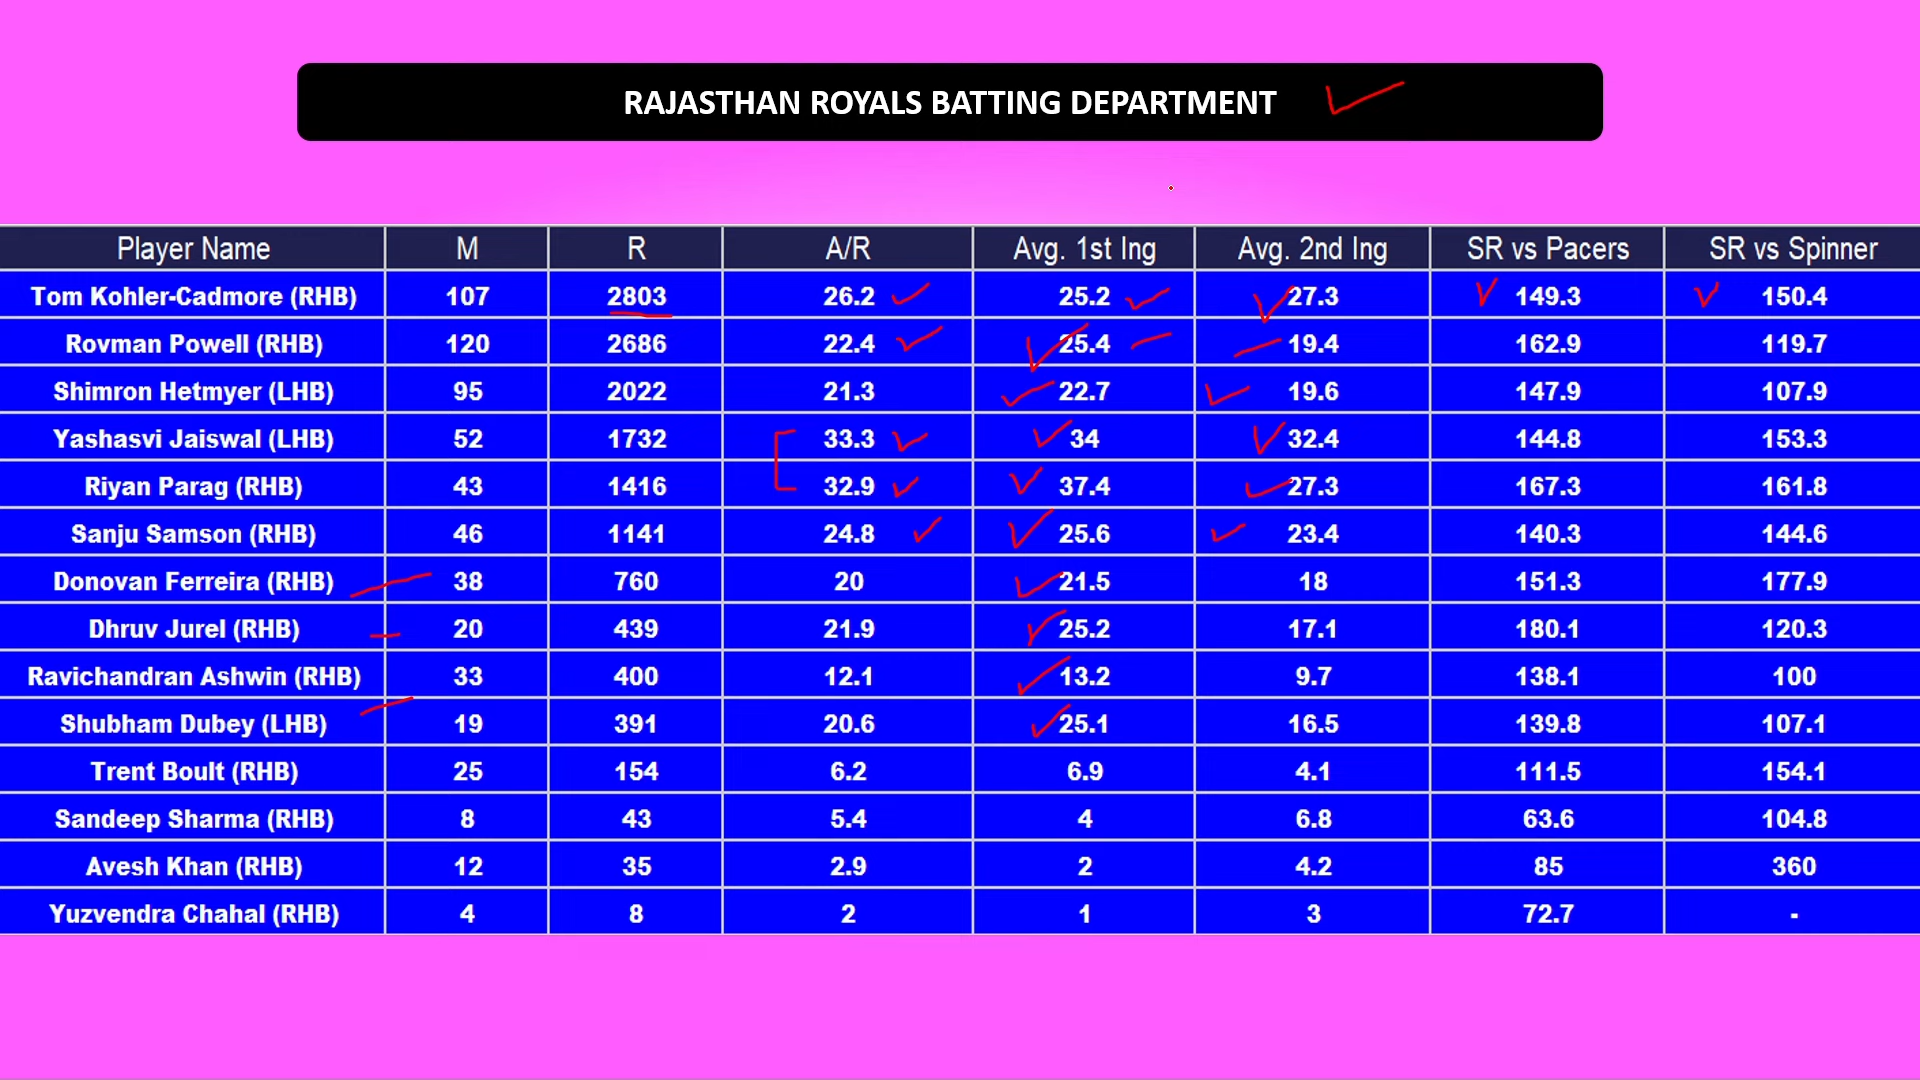 RAJASTHAN ROYALS BATTING DEPARTMENT
Player Name M R A/R Avg. 1st Ing Avg. 2nd Ing SR vs Pacers SR vs Spinner
Tom Kohler-Cadmore (RHB) 107 2803 26.2 25.2 27.3 149.3 150.4
Rovman Powell (RHB) 120 2686 22.4 25.4 19.4 162.9 119.7
Shimron Hetmyer (LHB) 95 2022 21.3 22.7 19.6 147.9 107.9
Yashasvi Jaiswal (LHB) 52 1732 33.3 34 32.4 144.8 153.3
Riyan Parag (RHB) 43 1416 32.9 37.4 27.3 167.3 161.8
Sanju Samson (RHB) 46 1141 24.8 25.6 23.4 140.3 144.6
Donovan Ferreira (RHB) 38 760 20 21.5 18 151.3 177.9
Dhruv Jurel (RHB) 20 439 21.9 25.2 17.1 180.1 120.3
Ravichandran Ashwin (RHB) 33 400 12.1 13.2 9.7 138.1 100
Shubham Dubey (LHB) 19 391 20.6 25.1 16.5 139.8 107.1
Trent Boult (RHB) 25 154 6.2 6.9 4.1 111.5 154.1
Sandeep Sharma (RHB) 8 43 5.4 4 6.8 63.6 104.8
Avesh Khan (RHB) 12 35 2.9 2 4.2 85 360
Yuzvendra Chahal (RHB) 4 8 2 1 3 72.7 -